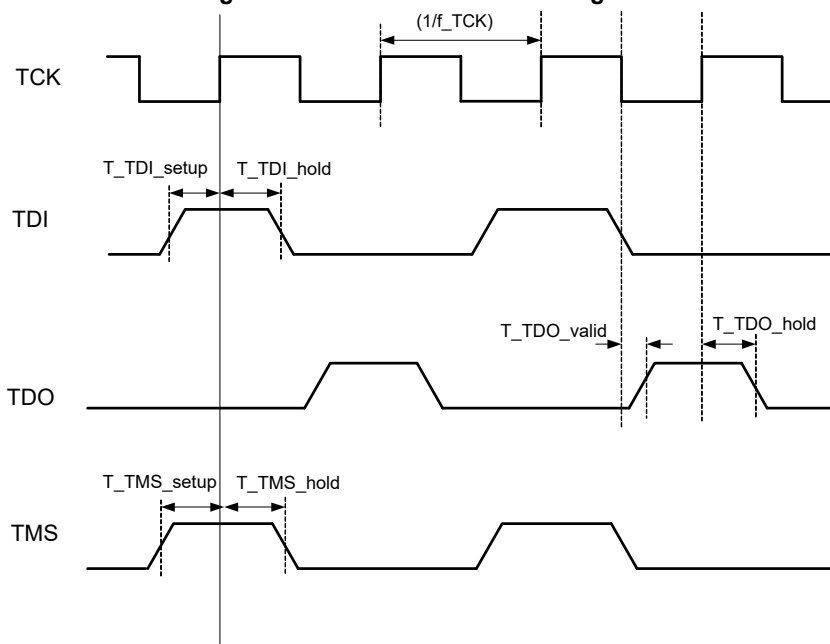 (1/f_TCK)
TCK
T_TDI_setup T_TDI_hold
TDI
T_TDO_valid T_TDO_hold
TDO
T_TMS_setup T_TMS_hold
TMS